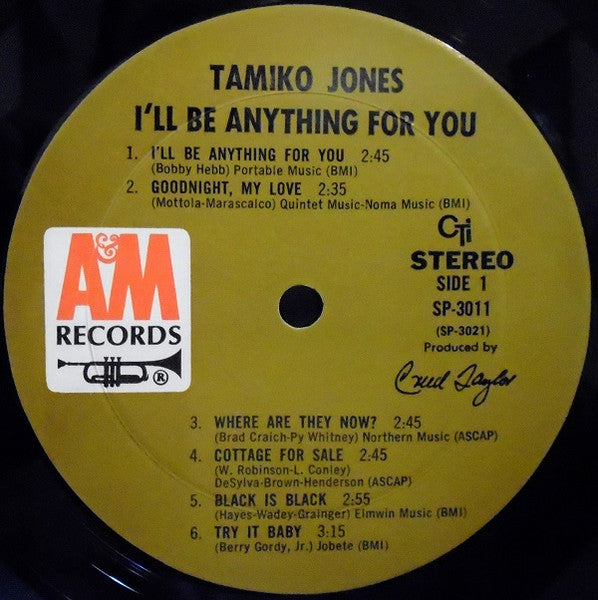 TAMIKO JONES
I'LL BE ANYTHING FOR YOU
1. I'LL BE ANYTHING FOR YOU 2:45
(Bobby Hebb) Portable Music (BMI)
2. GOODNIGHT, MY LOVE 2:35
(Mottola-Marascalco) Quintet Music-Noma Music (BMI)
A&M
RECORDS
®
CTi
STEREO
SIDE 1
SP-3011
(SP-3021)
Produced by
Creed Taylor
3. WHERE ARE THEY NOW? 2:45
(Brad Craich-Py Whitney) Northern Music (ASCAP)
4. COTTAGE FOR SALE 2:45
(W. Robinson-L. Conley)
DeSylva-Brown-Henderson (ASCAP)
5. BLACK IS BLACK 2:55
(Hayes-Wadey-Grainger) Elmwin Music (BMI)
6. TRY IT BABY 3:15
(Berry Gordy, Jr.) Jobete (BMI)